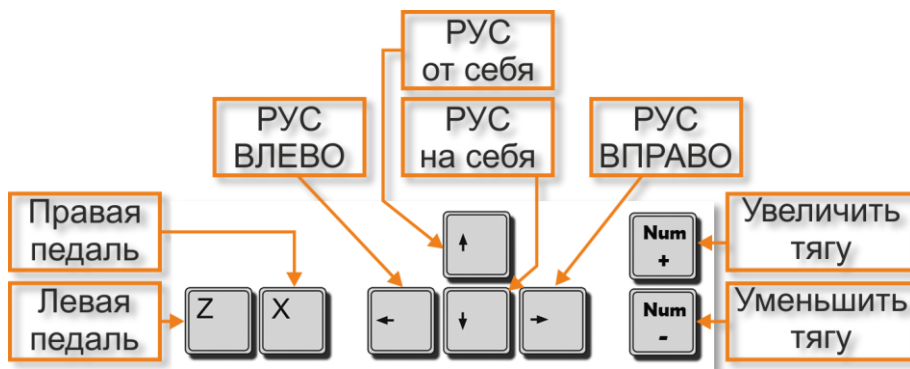 РУС
от себя
РУС
ВЛЕВО
РУС
на себя
РУС
ВПРАВО
Правая
педаль
Левая
педаль
Z
X
Num
+
Num
-
Увеличить
тягу
Уменьшить
тягу